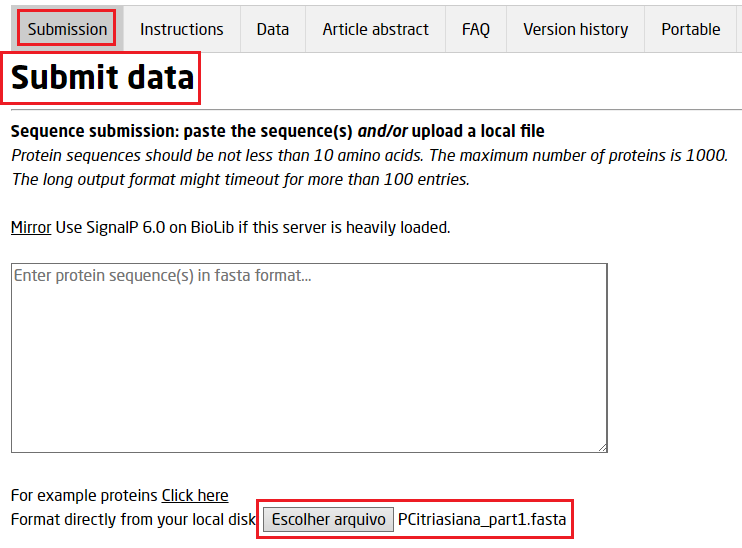 Submission Instructions Data Article abstract FAQ Version history Portable
Submit data
Sequence submission: paste the sequence(s) and/or upload a local file
Protein sequences should be not less than 10 amino acids. The maximum number of proteins is 1000.
The long output format might timeout for more than 100 entries.
Mirror Use SignalP 6.0 on BioLib if this server is heavily loaded.
Enter protein sequence(s) in fasta format...
For example proteins Click here
Format directly from your local disk Escolher arquivo PCitriasiana_part1.fasta